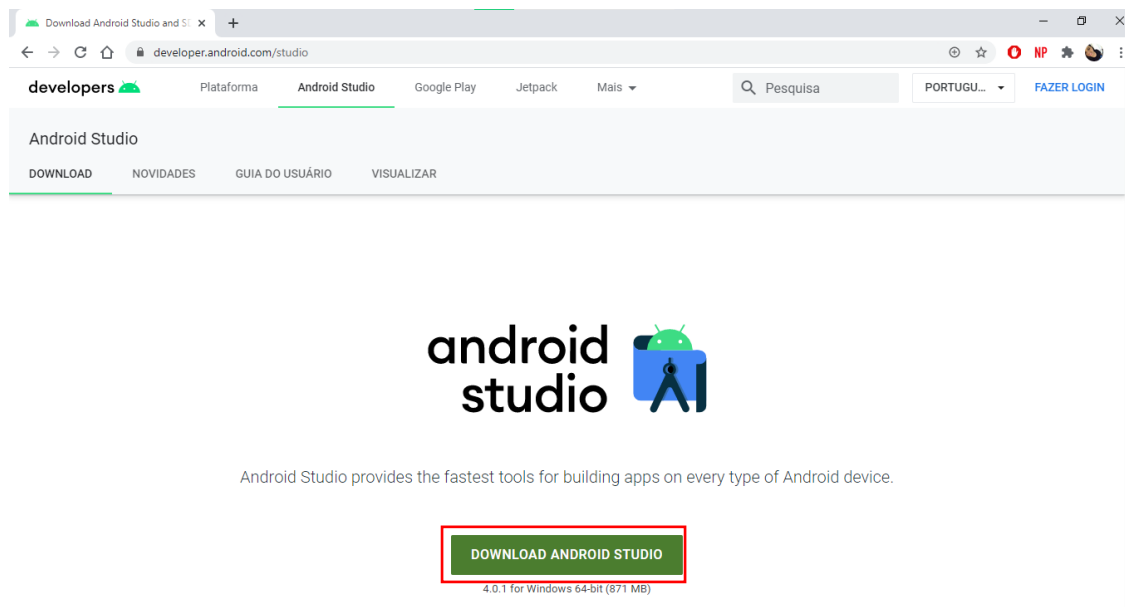 Download Android Studio and S
developer.android.com/studio
NP
developers
Plataforma
Android Studio
Google Play
Jetpack
Mais
Pesquisa
PORTUGU...
FAZER LOGIN
Android Studio
DOWNLOAD
NOVIDADES
GUIA DO USUÁRIO
VISUALIZAR
android
studio
Android Studio provides the fastest tools for building apps on every type of Android device.
DOWNLOAD ANDROID STUDIO
4.0.1 for Windows 64-bit (871 MB)